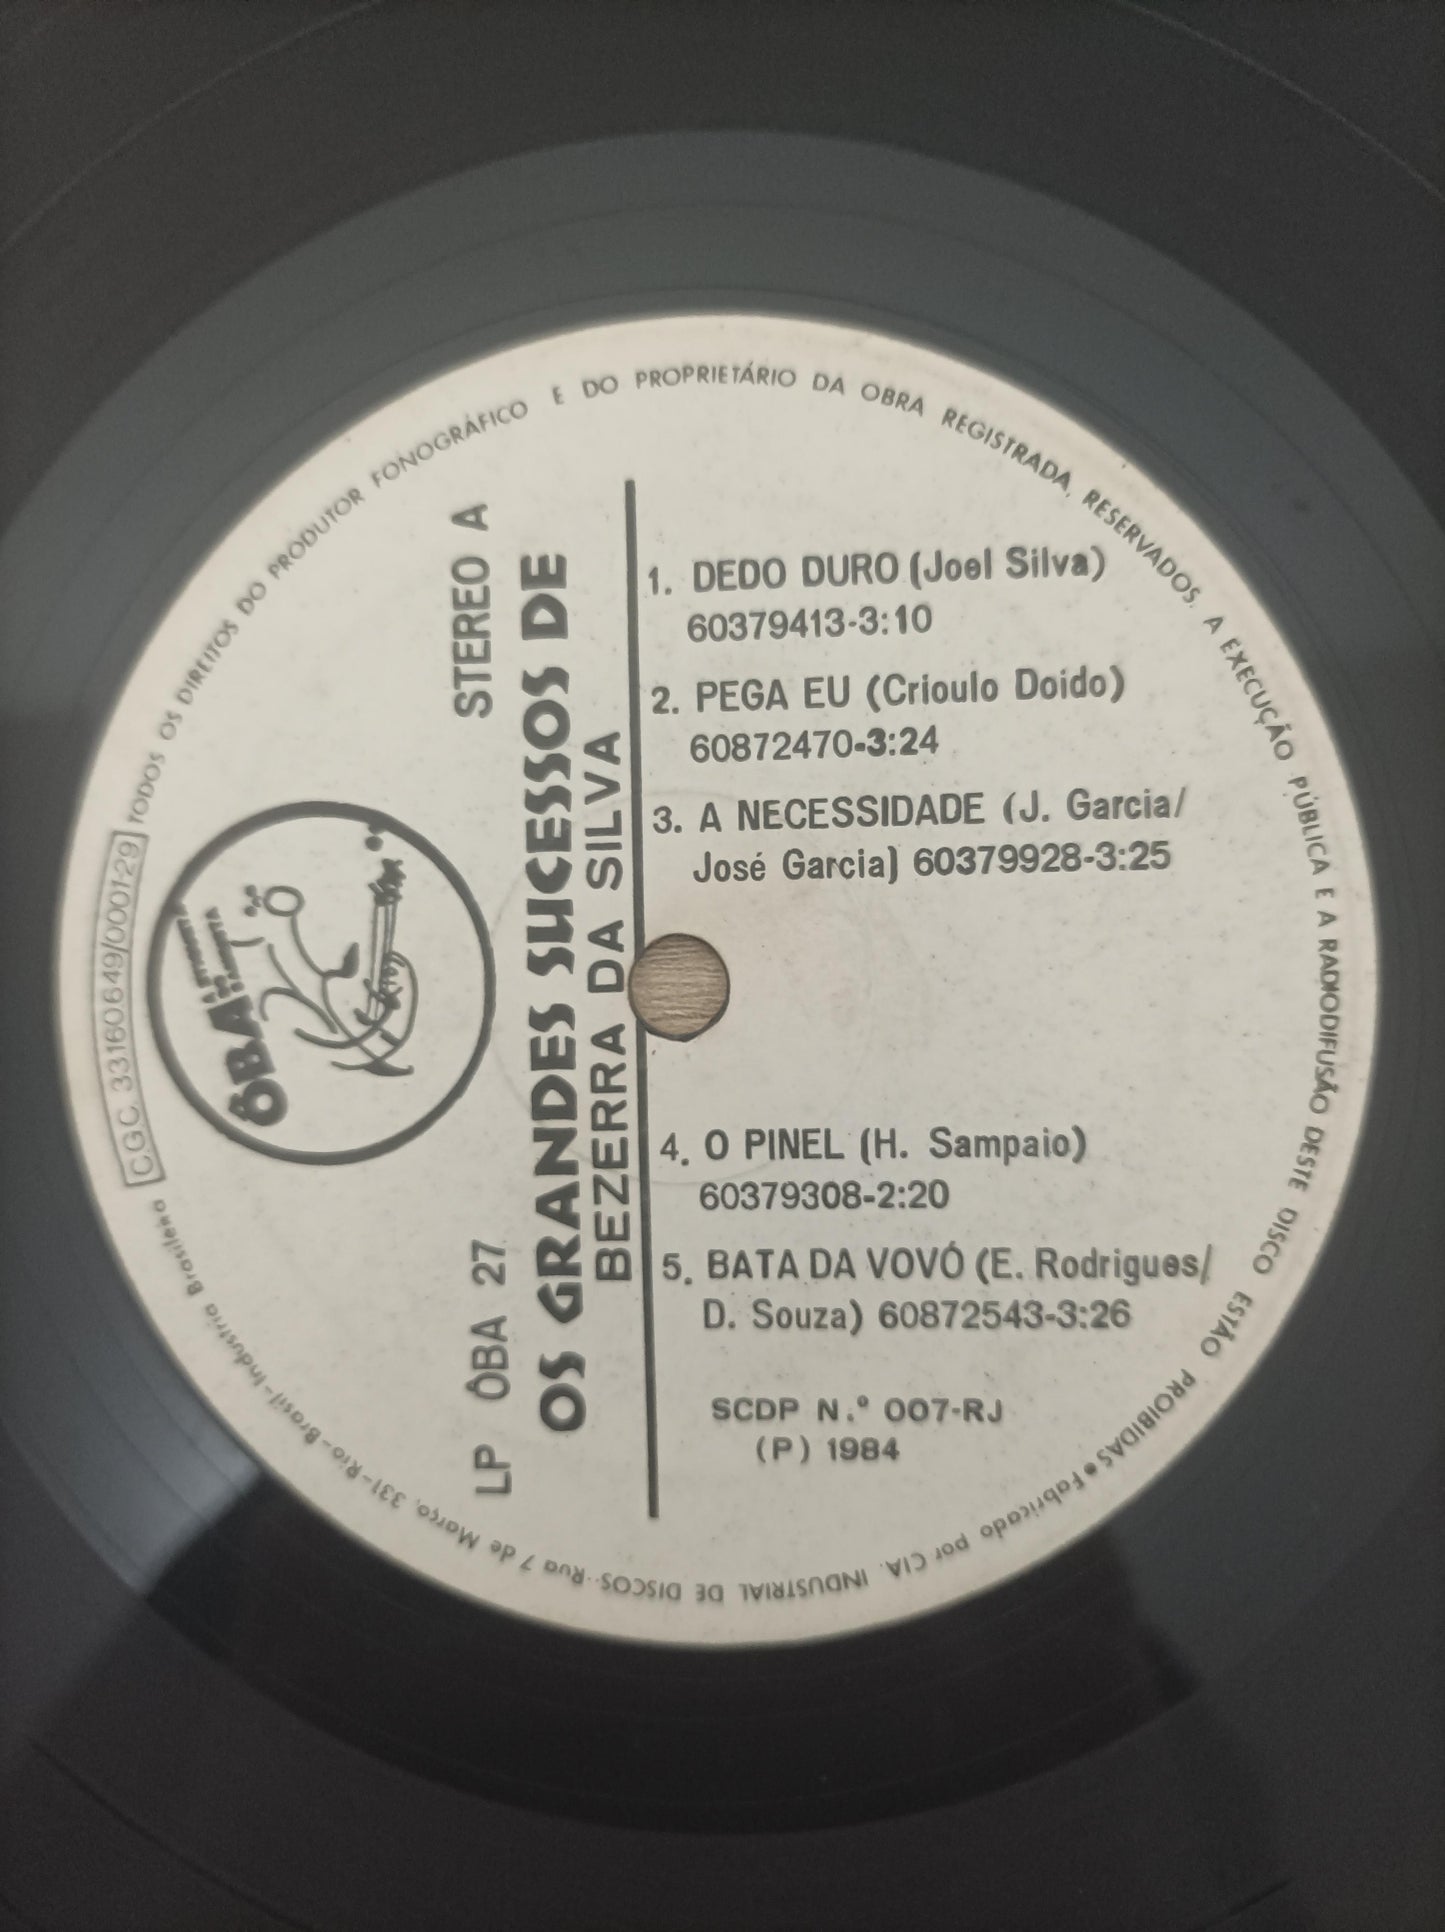 ÔBA!
STEREO A
LP ÔBA 27
OS GRANDES SUCESSOS DE
BEZERRA DA SILVA
1. DEDO DURO (Joel Silva)
60379413-3:10
2. PEGA EU (Crioulo Doido)
60872470-3:24
3. A NECESSIDADE (J. Garcia/
José Garcia) 60379928-3:25
4. O PINEL (H. Sampaio)
60379308-2:20
5. BATA DA VOVÓ (E. Rodrigues/
D. Souza) 60872543-3:26
SCDP N.º 007-RJ
(P) 1984
TODOS OS DIREITOS DO PRODUTOR FONOGRÁFICO E DO PROPRIETÁRIO DA OBRA REGISTRADA, RESERVADOS. A EXECUÇÃO PÚBLICA E A RADIODIFUSÃO DESTE DISCO ESTÃO PROIBIDAS • Fabricado por CIA. INDUSTRIAL DE DISCOS-Rua 7 de Março, 331-Rio-Brasil-Industria Brasileira C.G.C. 33160649/0001-29